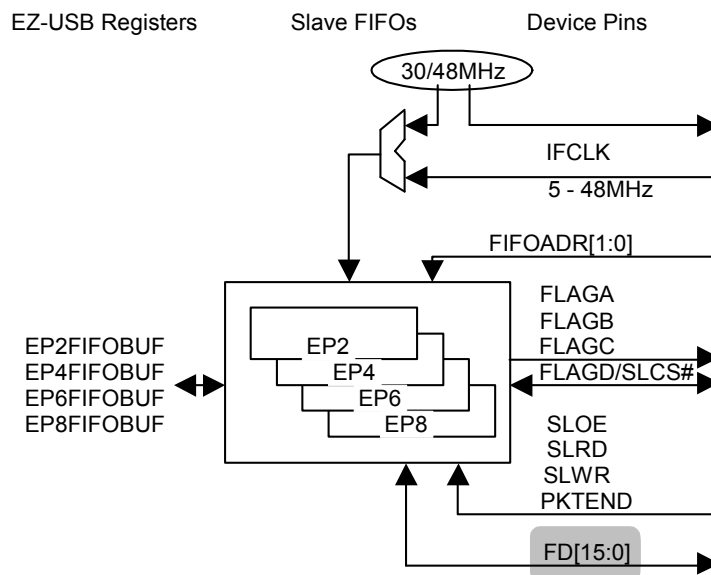 EZ-USB Registers Slave FIFOs Device Pins
30/48MHz
IFCLK
5 - 48MHz
FIFOADR[1:0]
FLAGA
FLAGB
FLAGC
FLAGD/SLCS#
EP2FIFOBUF
EP4FIFOBUF
EP6FIFOBUF
EP8FIFOBUF
EP2
EP4
EP6
EP8
SLOE
SLRD
SLWR
PKTEND
FD[15:0]